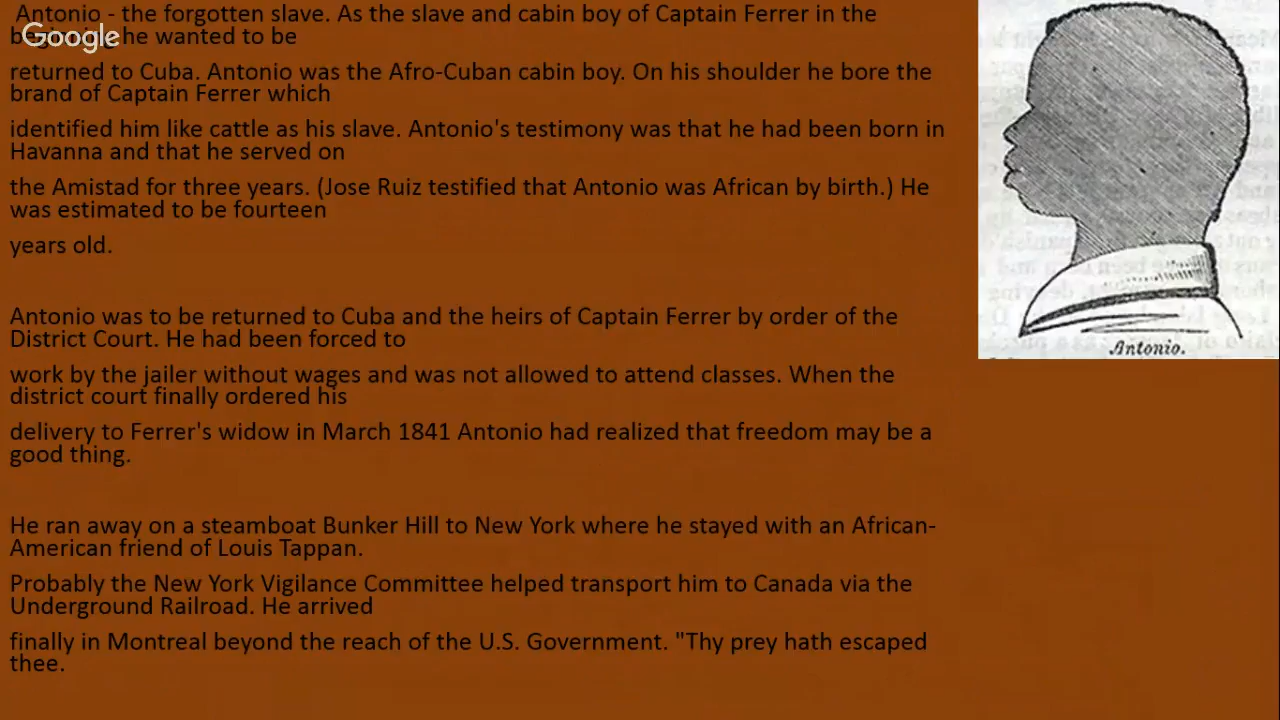 Antonio - the forgotten slave. As the slave and cabin boy of Captain Ferrer in the
Google
he wanted to be
returned to Cuba. Antonio was the Afro-Cuban cabin boy. On his shoulder he bore the
brand of Captain Ferrer which
identified him like cattle as his slave. Antonio's testimony was that he had been born in
Havanna and that he served on
the Amistad for three years. (Jose Ruiz testified that Antonio was African by birth.) He
was estimated to be fourteen
years old.
Antonio was to be returned to Cuba and the heirs of Captain Ferrer by order of the
District Court. He had been forced to
work by the jailer without wages and was not allowed to attend classes. When the
district court finally ordered his
delivery to Ferrer's widow in March 1841 Antonio had realized that freedom may be a
good thing.
He ran away on a steamboat Bunker Hill to New York where he stayed with an African-
American friend of Louis Tappan.
Probably the New York Vigilance Committee helped transport him to Canada via the
Underground Railroad. He arrived
finally in Montreal beyond the reach of the U.S. Government. "Thy prey hath escaped
thee.
Antonio.